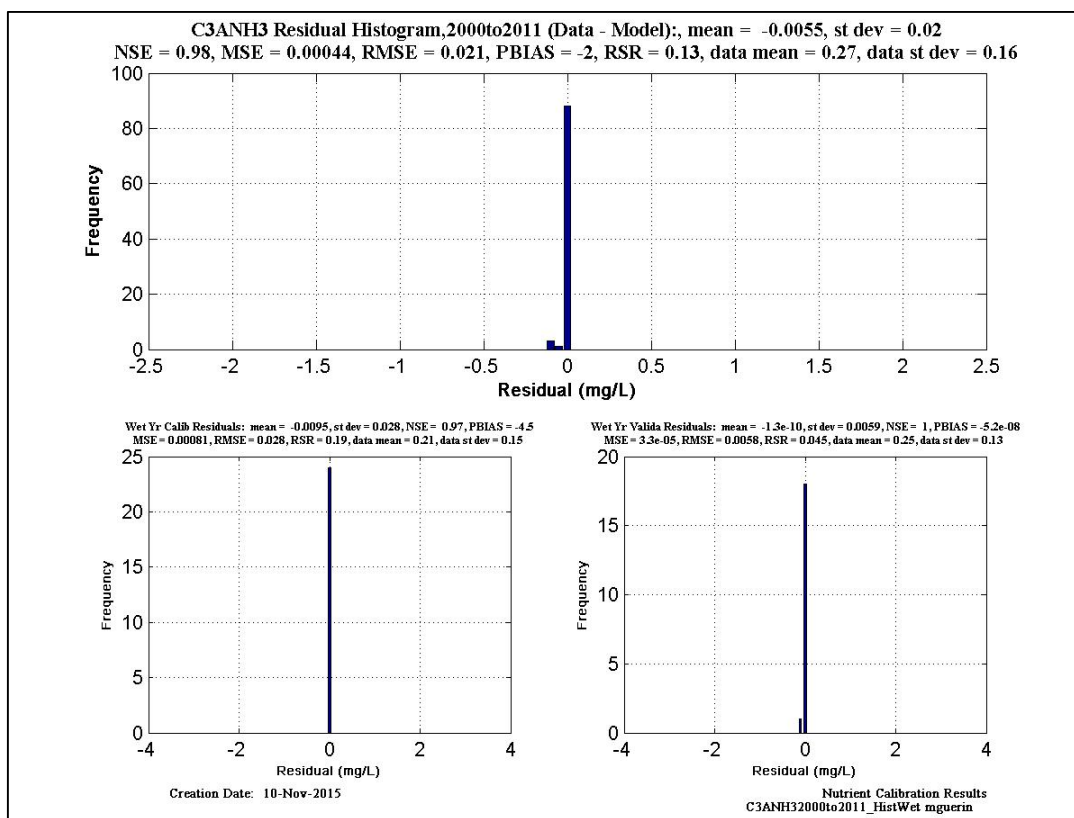 C3ANH3 Residual Histogram,2000to2011 (Data - Model):, mean = -0.0055, st dev = 0.02
NSE = 0.98, MSE = 0.00044, RMSE = 0.021, PBIAS = -2, RSR = 0.13, data mean = 0.27, data st dev = 0.16
100
80
60
40
20
0
Frequency
-2.5 -2 -1.5 -1 -0.5 0 0.5 1 1.5 2 2.5
Residual (mg/L)
Wet Yr Calib Residuals: mean = -0.0095, st dev = 0.028, NSE = 0.97, PBIAS = -4.5
MSE = 0.00081, RMSE = 0.028, RSR = 0.19, data mean = 0.21, data st dev = 0.15
25
20
15
10
5
0
Frequency
-4 -2 0 2 4
Residual (mg/L)
Wet Yr Valida Residuals: mean = -1.3e-10, st dev = 0.0059, NSE = 1, PBIAS = -5.2e-08
MSE = 3.3e-05, RMSE = 0.0058, RSR = 0.045, data mean = 0.25, data st dev = 0.13
20
15
10
5
0
Frequency
-4 -2 0 2 4
Residual (mg/L)
Creation Date: 10-Nov-2015
Nutrient Calibration Results
C3ANH32000to2011_HistWet mguerin